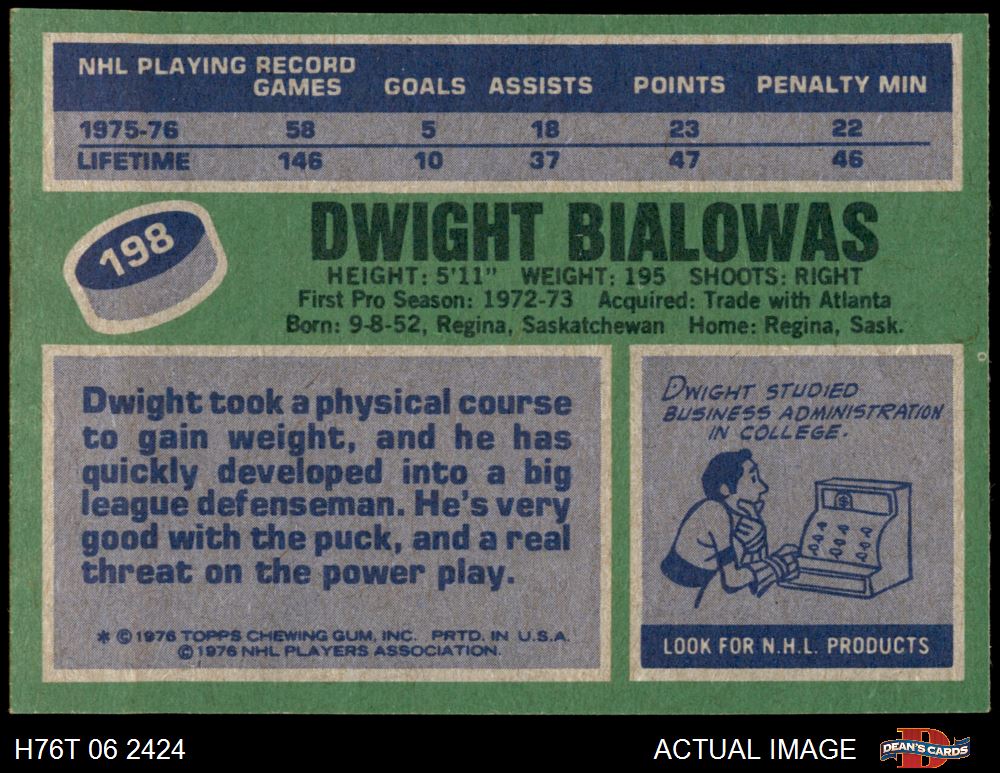 NHL PLAYING RECORD
GAMES GOALS ASSISTS POINTS PENALTY MIN
1975-76 58 5 18 23 22
LIFETIME 146 10 37 47 46
198
DWIGHT BIALOWAS
HEIGHT: 5'11" WEIGHT: 195 SHOOTS: RIGHT
First Pro Season: 1972-73 Acquired: Trade with Atlanta
Born: 9-8-52, Regina, Saskatchewan Home: Regina, Sask.
Dwight took a physical course
to gain weight, and he has
quickly developed into a big
league defenseman. He's very
good with the puck, and a real
threat on the power play.
* © 1976 TOPPS CHEWING GUM, INC. PRTD. IN U.S.A.
© 1976 NHL PLAYERS ASSOCIATION.
DWIGHT STUDIED
BUSINESS ADMINISTRATION
IN COLLEGE.
LOOK FOR N.H.L. PRODUCTS
H76T 06 2424
ACTUAL IMAGE
DEAN'S CARDS